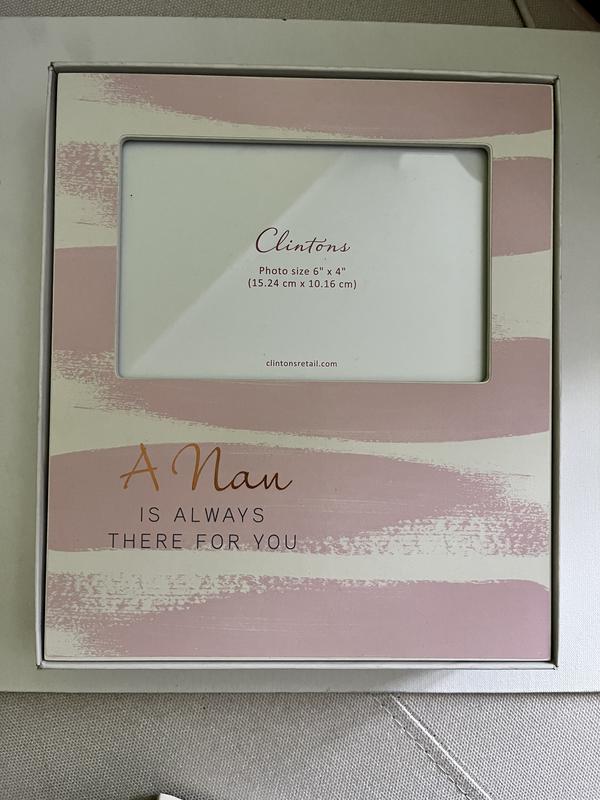 Clintons
Photo size 6" x 4"
(15.24 cm x 10.16 cm)
clintonsretail.com
A Nan
IS ALWAYS
THERE FOR YOU